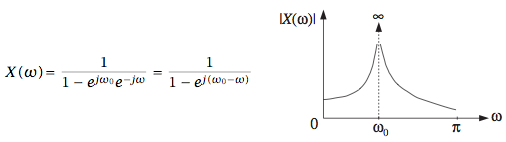 X(ω) = 1 / (1 − e^{jω₀}e^{−jω}) = 1 / (1 − e^{j(ω₀−ω)})
|X(ω)|
∞
0
ω₀
π
ω